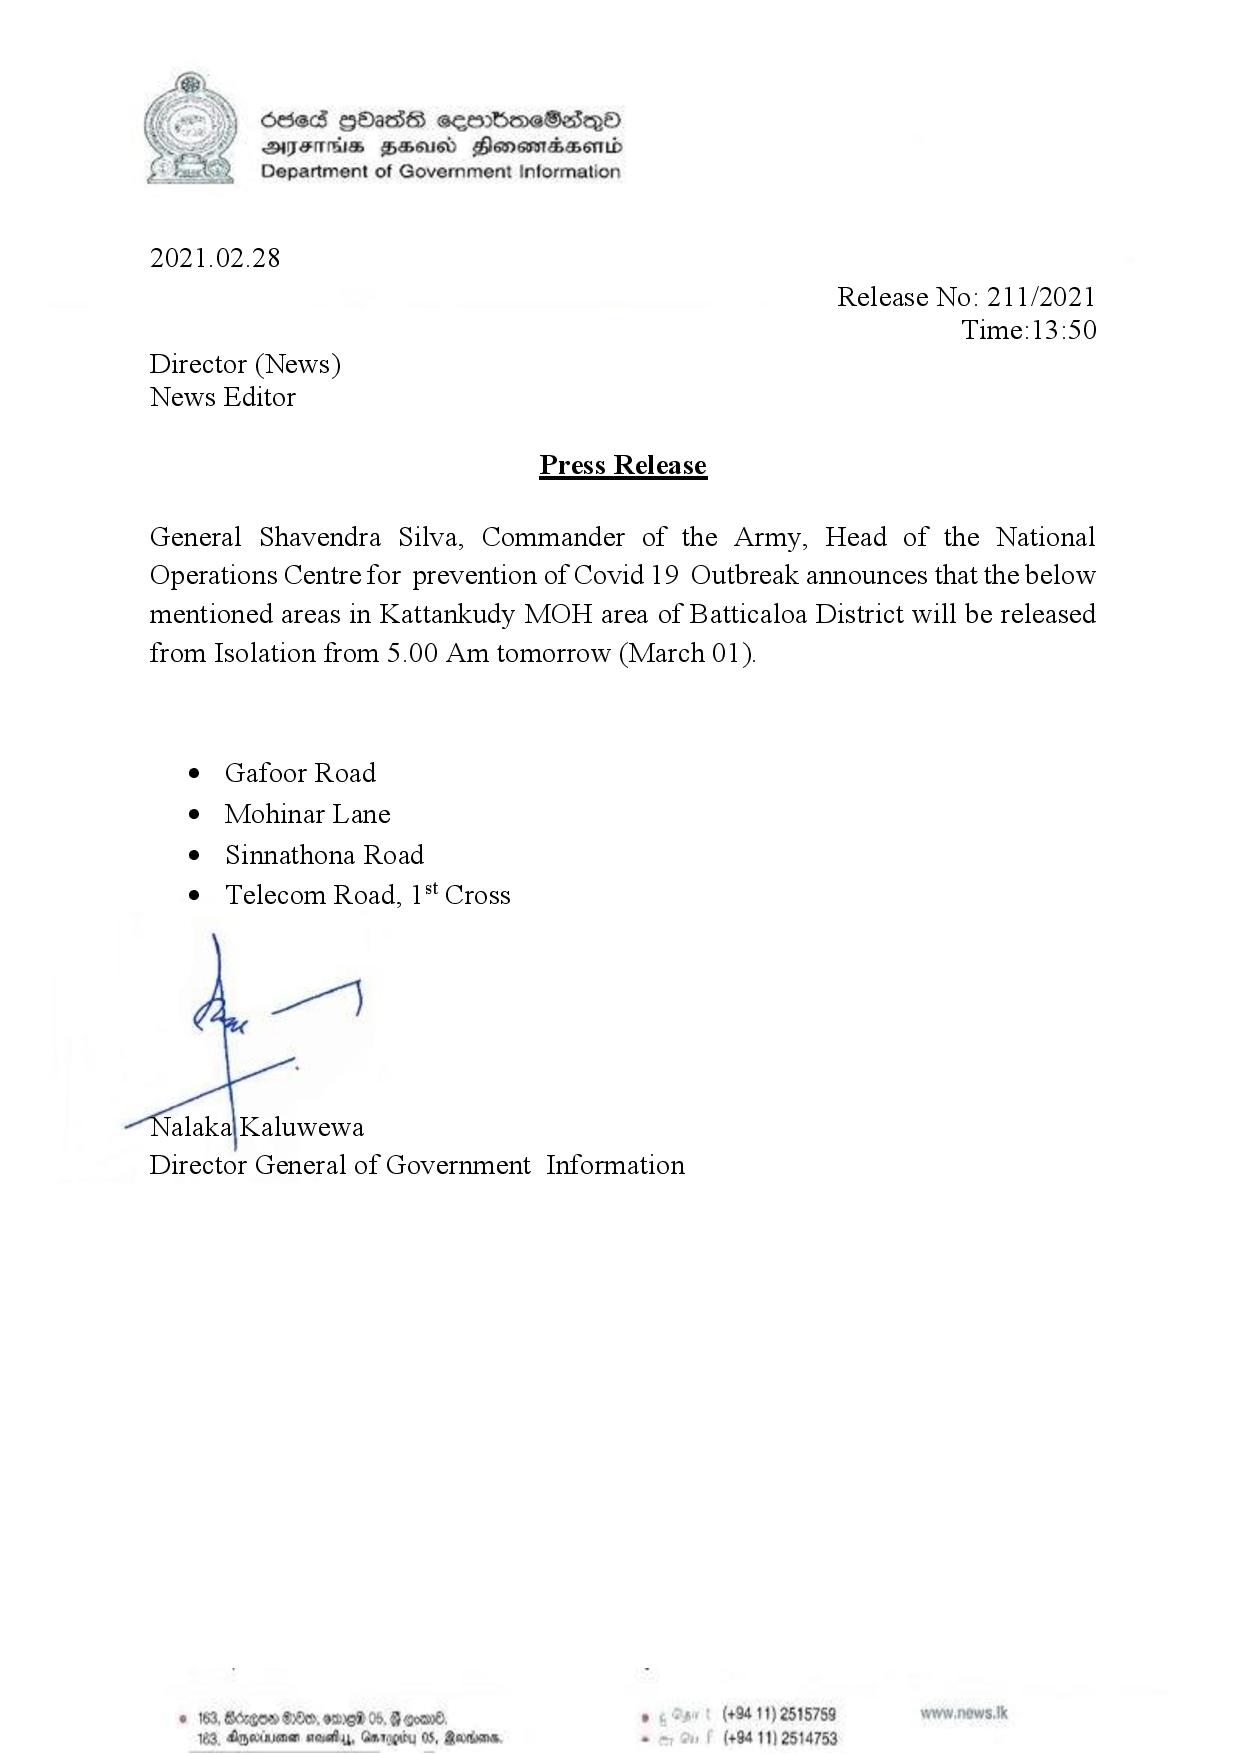 රජයේ ප්‍රවෘත්ති දෙපාර්තමේන්තුව
அரசாங்க தகவல் திணைக்களம்
Department of Government Information
2021.02.28
Release No: 211/2021
Time:13:50
Director (News)
News Editor
Press Release
General Shavendra Silva, Commander of the Army, Head of the National
Operations Centre for prevention of Covid 19 Outbreak announces that the below
mentioned areas in Kattankudy MOH area of Batticaloa District will be released
from Isolation from 5.00 Am tomorrow (March 01).
• Gafoor Road
• Mohinar Lane
• Sinnathona Road
• Telecom Road, 1st Cross
Nalaka Kaluwewa
Director General of Government Information
• 163, කිරුලපන මාවත, කොළඹ 05, ශ්‍රී ලංකාව.
163, கிருலப்பனை எவனியூ, கொழும்பு 05, இலங்கை.
(+94 11) 2515759
(+94 11) 2514753
www.news.lk